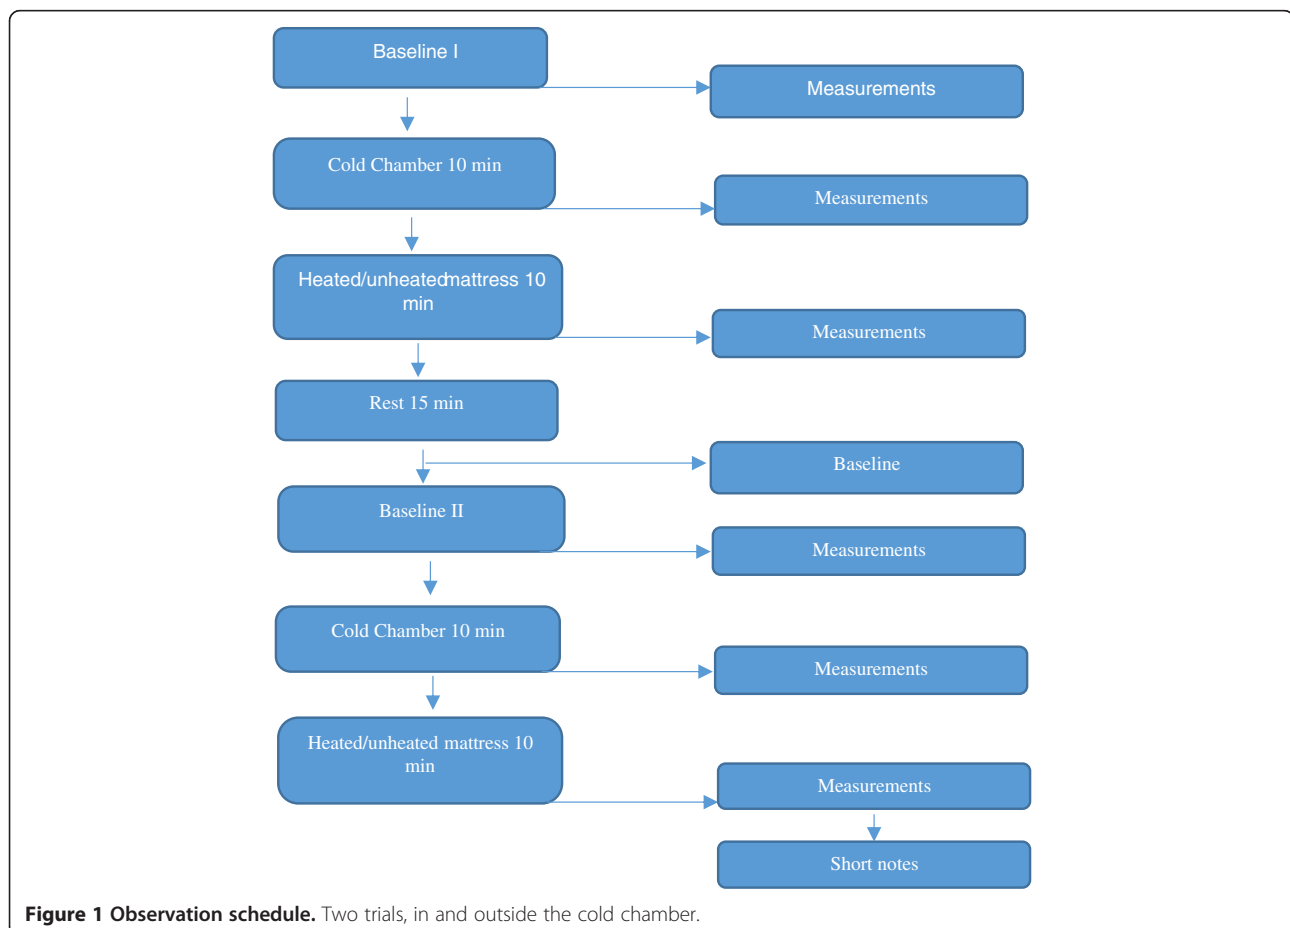 Baseline I
Measurements
Cold Chamber 10 min
Measurements
Heated/unheatedmattress 10
min
Measurements
Rest 15 min
Baseline
Baseline II
Measurements
Cold Chamber 10 min
Measurements
Heated/unheated mattress 10
min
Measurements
Short notes
Figure 1 Observation schedule. Two trials, in and outside the cold chamber.